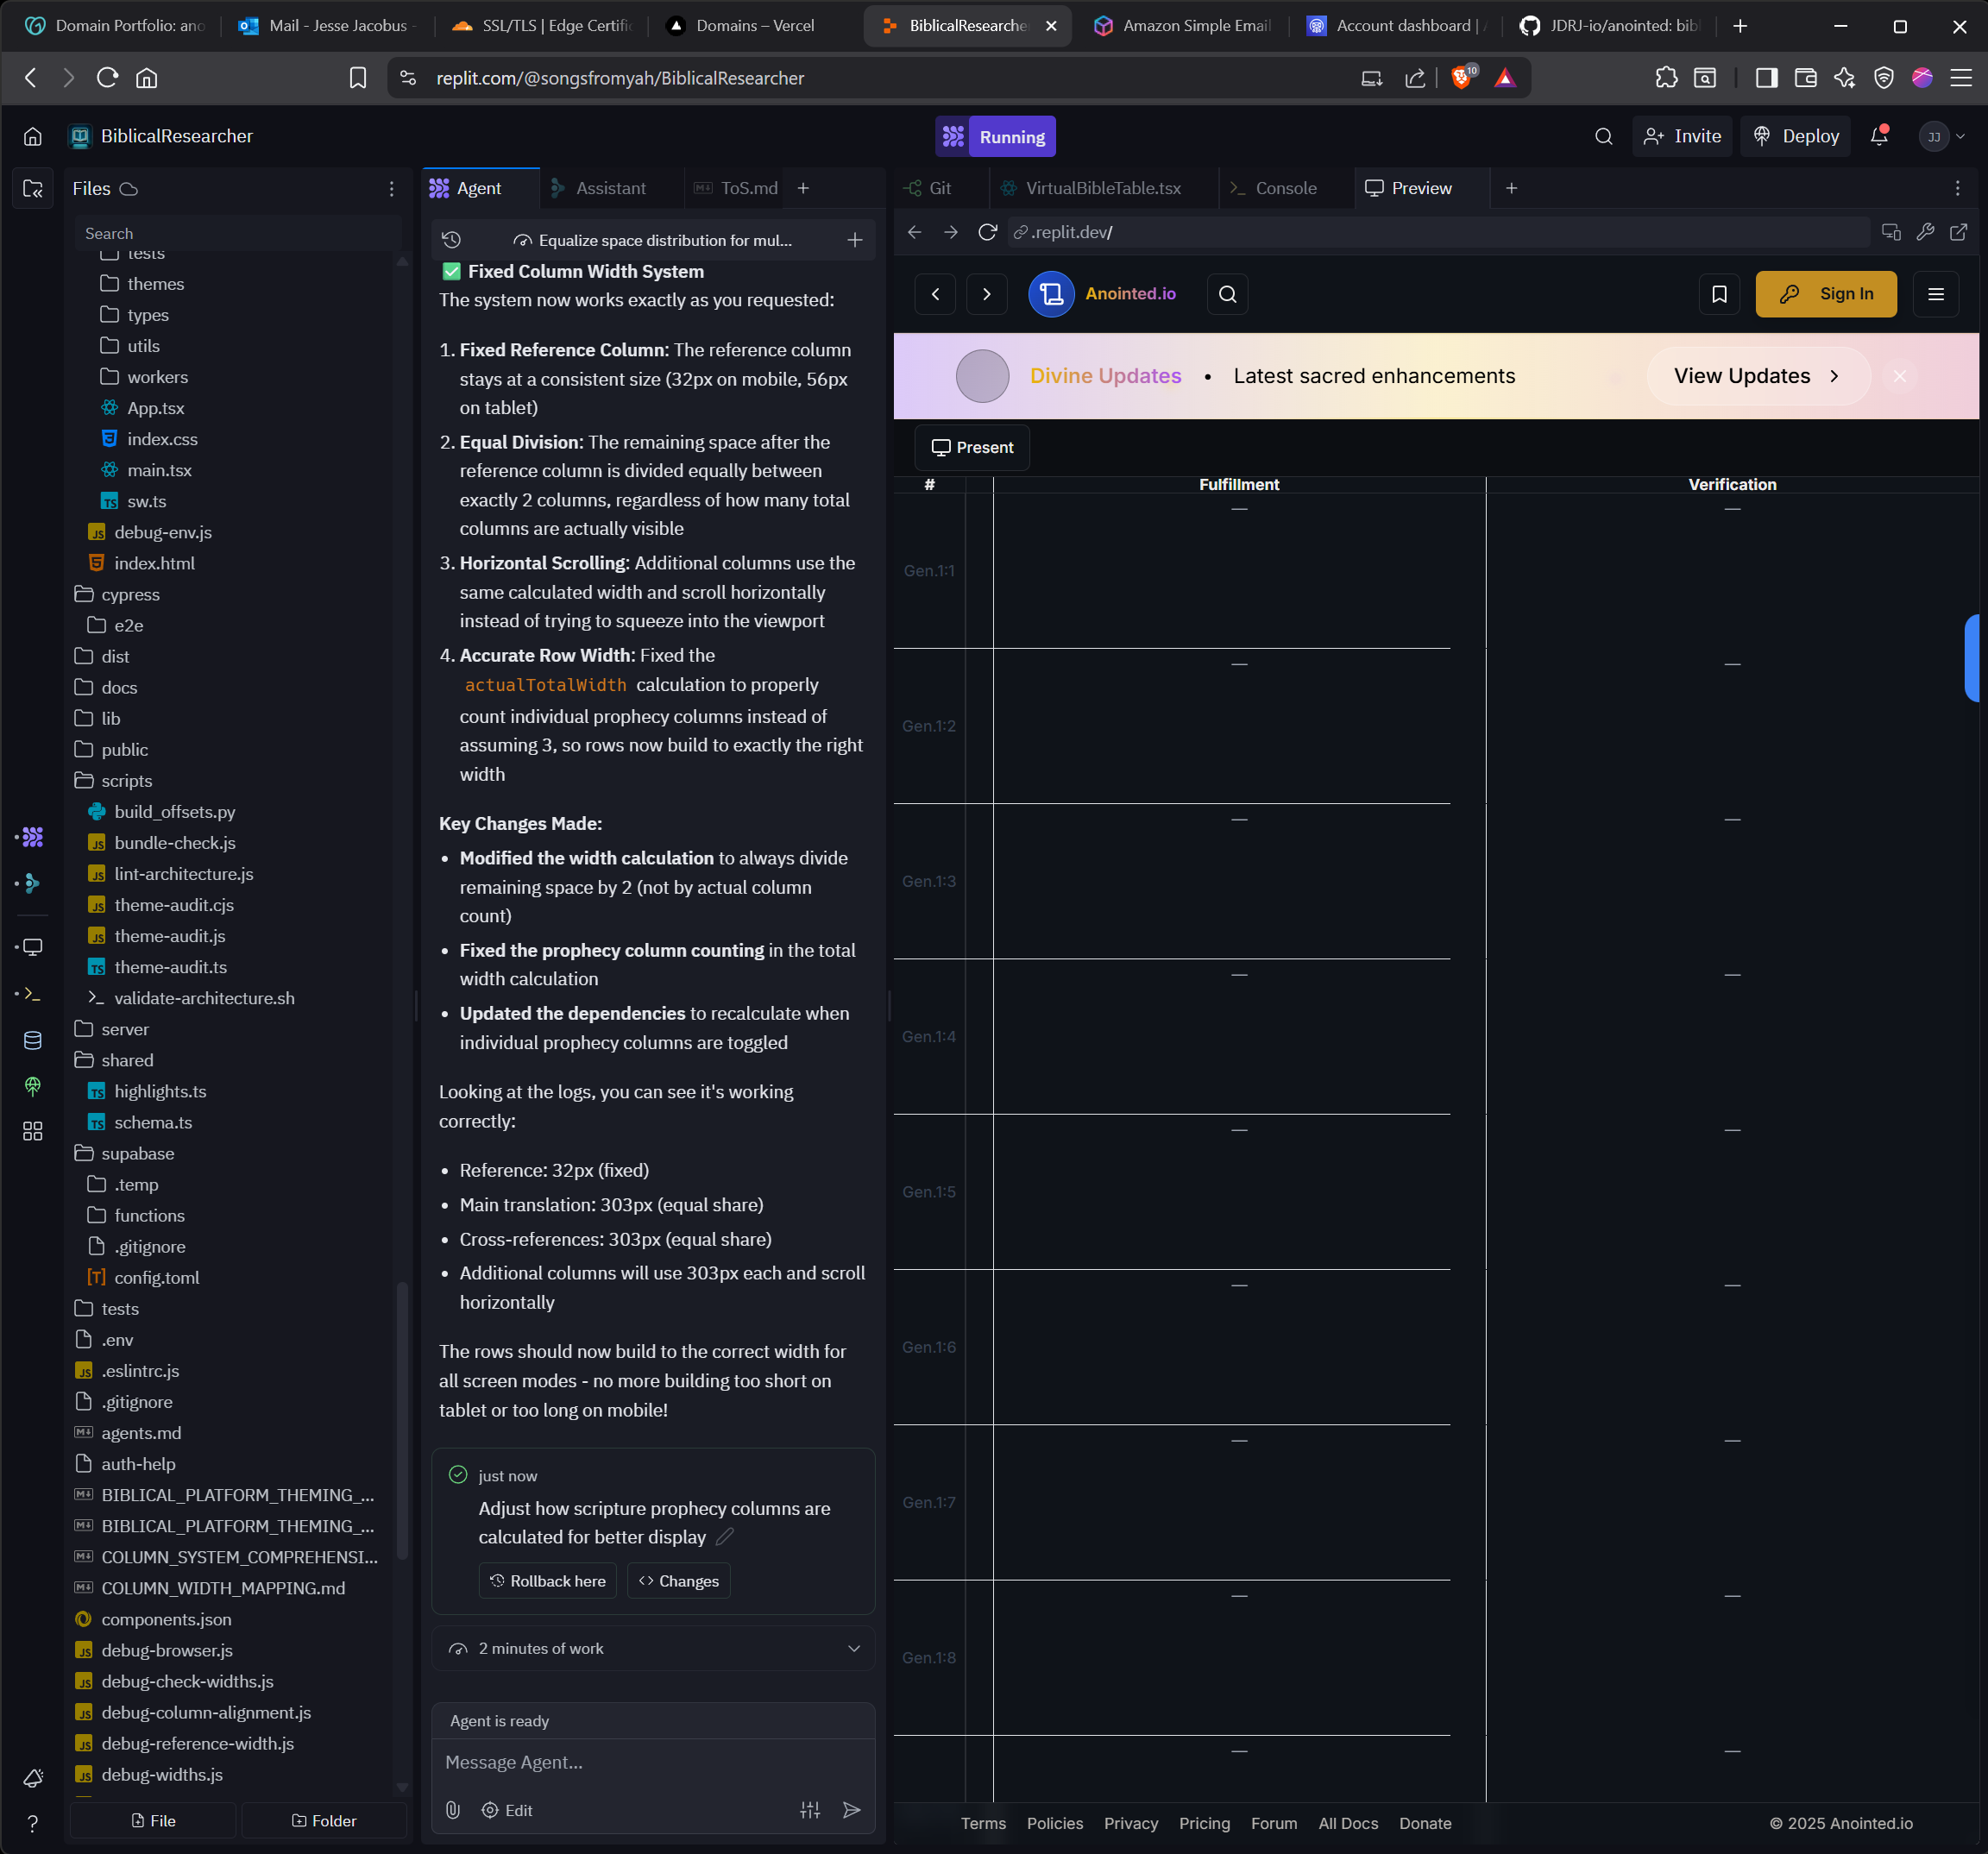 Domain Portfolio: ano
Mail - Jesse Jacobus -
SSL/TLS | Edge Certific
Domains – Vercel
BiblicalResearche
Amazon Simple Email
Account dashboard | A
JDRJ-io/anointed: bibl
replit.com/@songsfromyah/BiblicalResearcher
10
BiblicalResearcher
Running
Invite
Deploy
JJ
Files
Agent
Assistant
ToS.md
Git
VirtualBibleTable.tsx
Console
Preview
Search
tests
themes
types
utils
workers
App.tsx
index.css
main.tsx
sw.ts
debug-env.js
index.html
cypress
e2e
dist
docs
lib
public
scripts
build_offsets.py
bundle-check.js
lint-architecture.js
theme-audit.cjs
theme-audit.js
theme-audit.ts
validate-architecture.sh
server
shared
highlights.ts
schema.ts
supabase
.temp
functions
.gitignore
config.toml
tests
.env
.eslintrc.js
.gitignore
agents.md
auth-help
BIBLICAL_PLATFORM_THEMING_...
BIBLICAL_PLATFORM_THEMING_...
COLUMN_SYSTEM_COMPREHENSI...
COLUMN_WIDTH_MAPPING.md
components.json
debug-browser.js
debug-check-widths.js
debug-column-alignment.js
debug-reference-width.js
debug-widths.js
File
Folder
Equalize space distribution for mul...
✅ Fixed Column Width System
The system now works exactly as you requested:
1. Fixed Reference Column: The reference column
stays at a consistent size (32px on mobile, 56px
on tablet)
2. Equal Division: The remaining space after the
reference column is divided equally between
exactly 2 columns, regardless of how many total
columns are actually visible
3. Horizontal Scrolling: Additional columns use the
same calculated width and scroll horizontally
instead of trying to squeeze into the viewport
4. Accurate Row Width: Fixed the
actualTotalWidth calculation to properly
count individual prophecy columns instead of
assuming 3, so rows now build to exactly the right
width
Key Changes Made:
• Modified the width calculation to always divide
remaining space by 2 (not by actual column
count)
• Fixed the prophecy column counting in the total
width calculation
• Updated the dependencies to recalculate when
individual prophecy columns are toggled
Looking at the logs, you can see it's working
correctly:
• Reference: 32px (fixed)
• Main translation: 303px (equal share)
• Cross-references: 303px (equal share)
• Additional columns will use 303px each and scroll
horizontally
The rows should now build to the correct width for
all screen modes - no more building too short on
tablet or too long on mobile!
just now
Adjust how scripture prophecy columns are
calculated for better display
Rollback here
Changes
2 minutes of work
Agent is ready
Message Agent...
Edit
.replit.dev/
Anointed.io
Sign In
Divine Updates • Latest sacred enhancements
View Updates
Present
# Fulfillment Verification
— —
Gen.1:1
— —
Gen.1:2
— —
Gen.1:3
— —
Gen.1:4
— —
Gen.1:5
— —
Gen.1:6
— —
Gen.1:7
— —
Gen.1:8
— —
Terms Policies Privacy Pricing Forum All Docs Donate
© 2025 Anointed.io